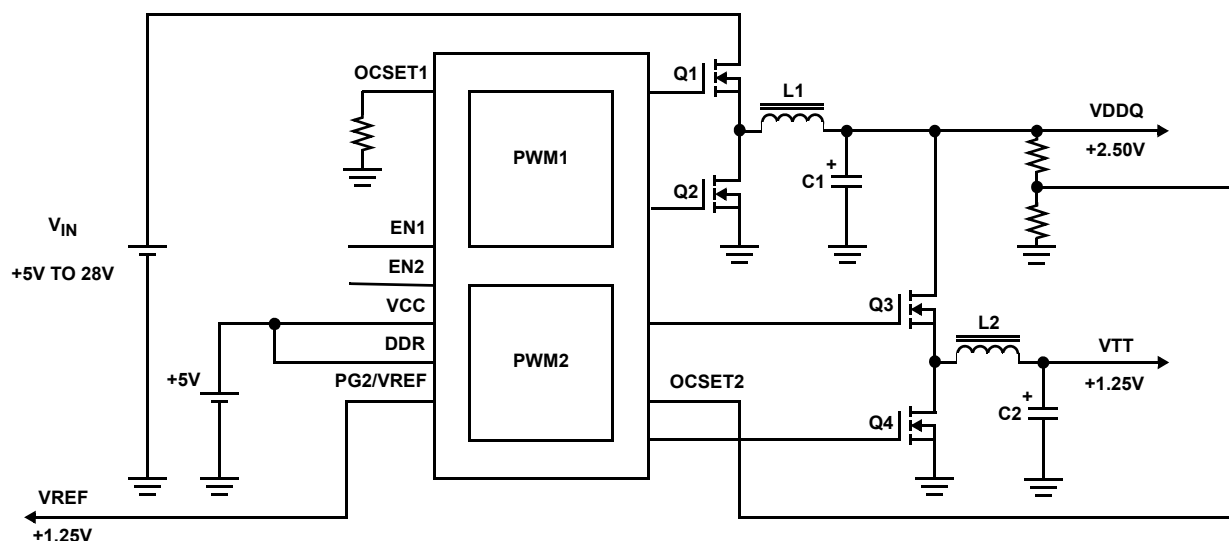 OCSET1
Q1
L1
VDDQ
+2.50V
PWM1
+
C1
Q2
VIN
+5V TO 28V
EN1
EN2
VCC
DDR
PG2/VREF
+5V
PWM2
OCSET2
Q3
L2
VTT
+1.25V
+
C2
Q4
VREF
+1.25V